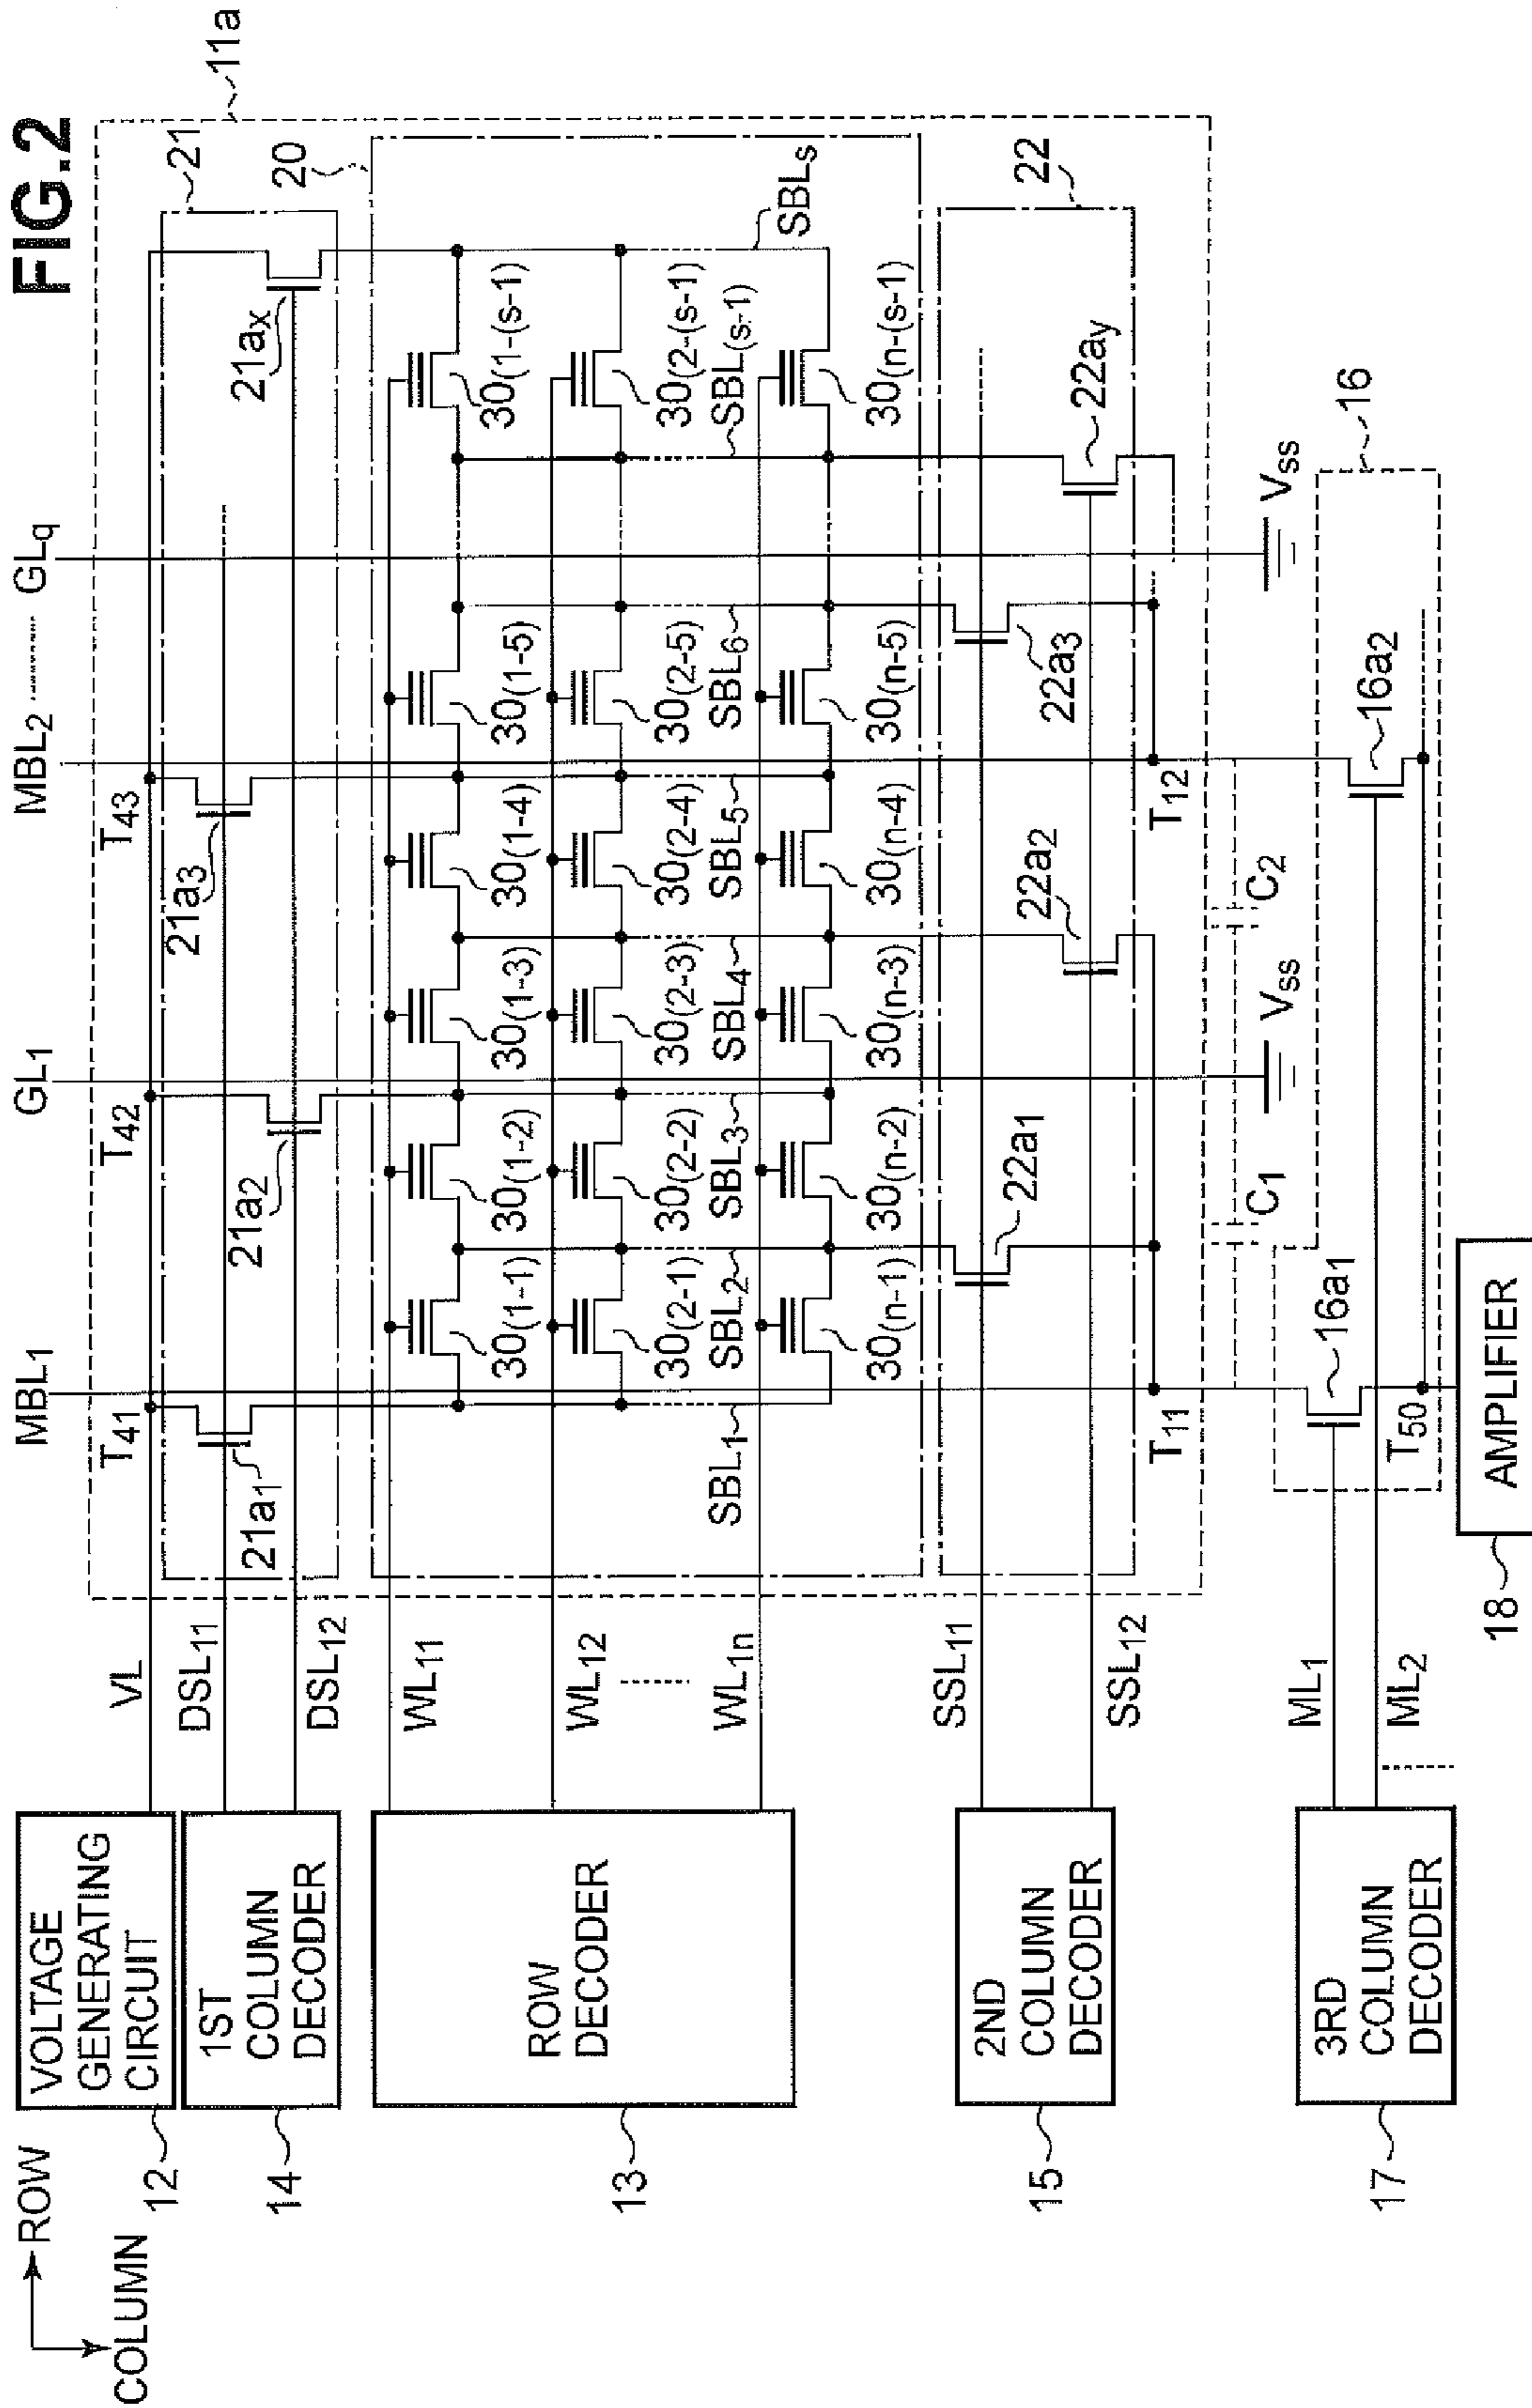 FIG.2
ROW
COLUMN
MBL1
GL1
MBL2
GLq
11a
VOLTAGE
GENERATING
CIRCUIT
12
VL
T41
T42
T43
21
1ST
COLUMN
DECODER
14
DSL11
DSL12
21a1
21a2
21a3
21ax
20
ROW
DECODER
13
WL11
WL12
WL1n
30(1-1)
30(1-2)
30(1-3)
30(1-4)
30(1-5)
30(1-(s-1)
30(2-1)
30(2-2)
30(2-3)
30(2-4)
30(2-5)
30(2-(s-1)
SBL1
SBL2
SBL3
SBL4
SBL5
SBL6
SBL(s-1)
SBLs
30(n-1)
30(n-2)
30(n-3)
30(n-4)
30(n-5)
30(n-(s-1)
2ND
COLUMN
DECODER
15
SSL11
SSL12
22a1
22a2
22a3
22ay
22
T11
T12
C1
Vss
C2
Vss
16
3RD
COLUMN
DECODER
17
ML1
ML2
16a1
16a2
T50
18
AMPLIFIER